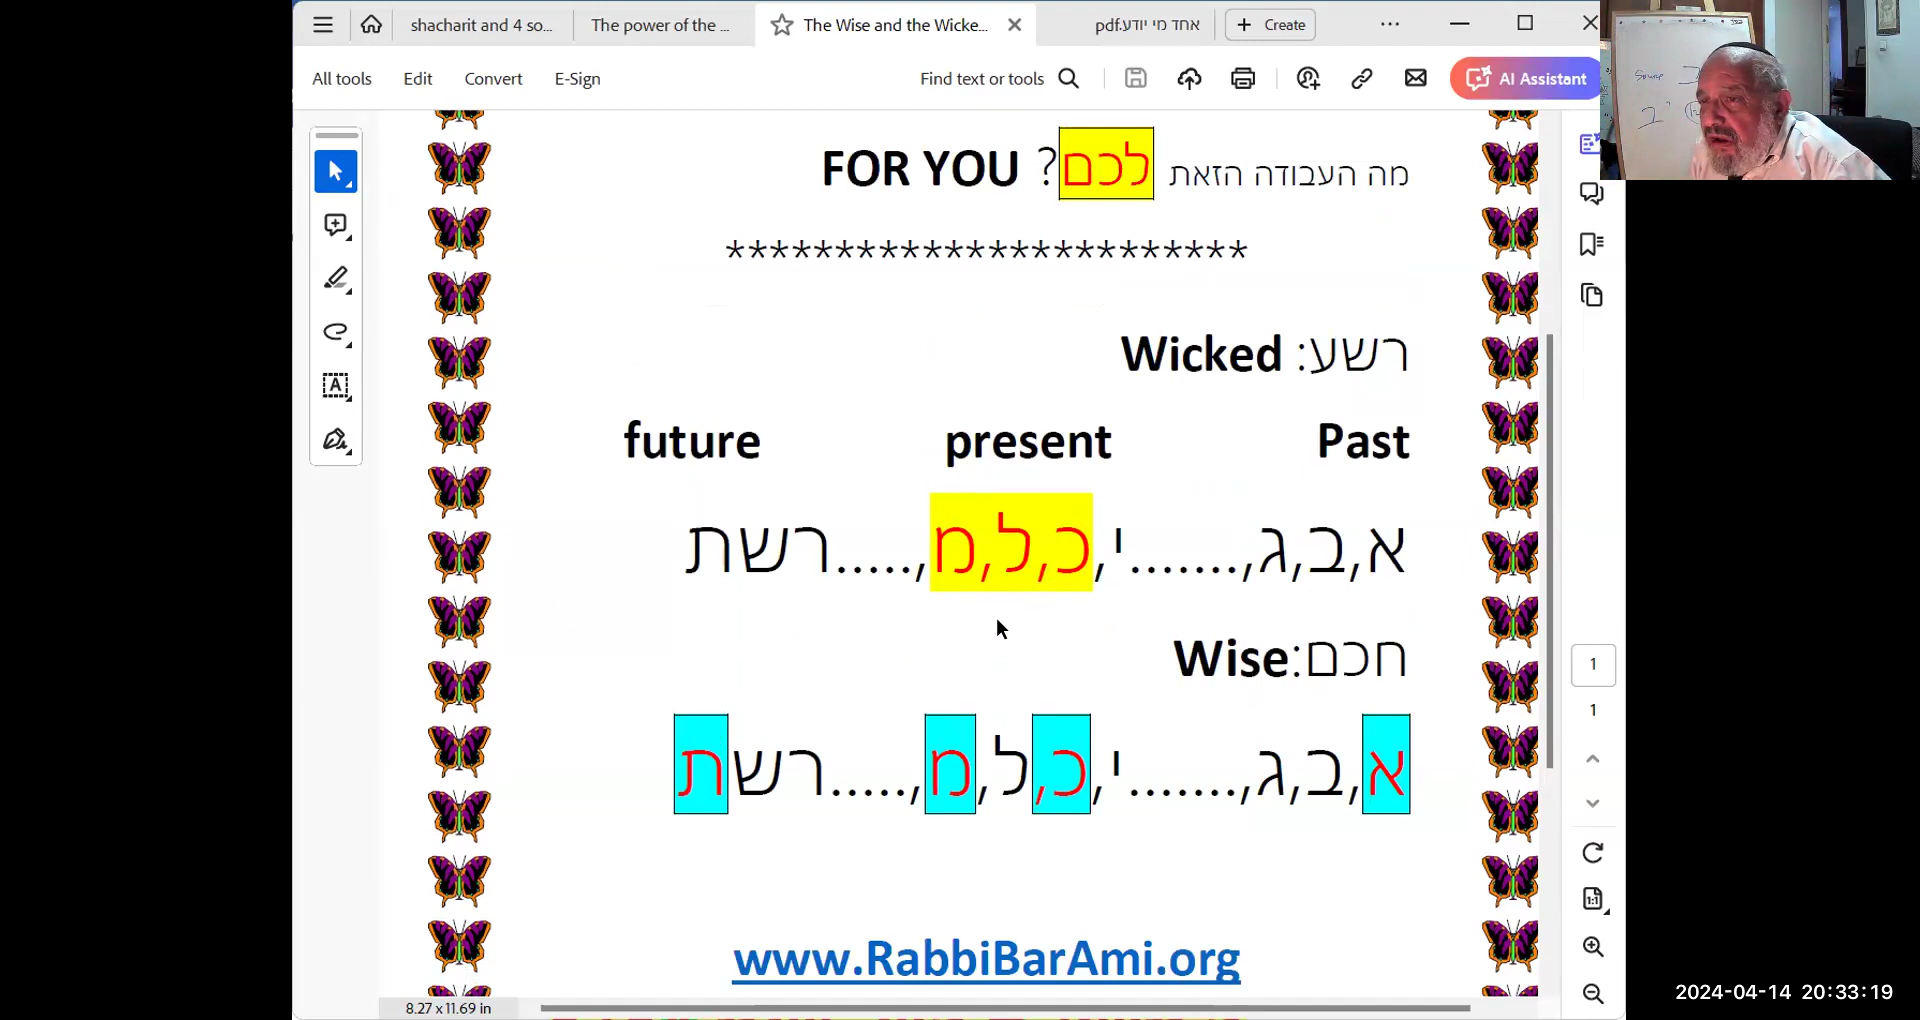 shacharit and 4 so...
The power of the ...
The Wise and the Wicke...
אחד מי יודע.pdf
Create
All tools
Edit
Convert
E-Sign
Find text or tools
AI Assistant
מה העבודה הזאת לכם? FOR YOU
************************
רשע: Wicked
Past present future
א,ב,ג,.......י,כ,ל,מ,.....רשת
חכם:Wise
א,ב,ג,.......י,כ,ל,מ,.....רשת
www.RabbiBarAmi.org
8.27 x 11.69 in
1
1
2024-04-14 20:33:19